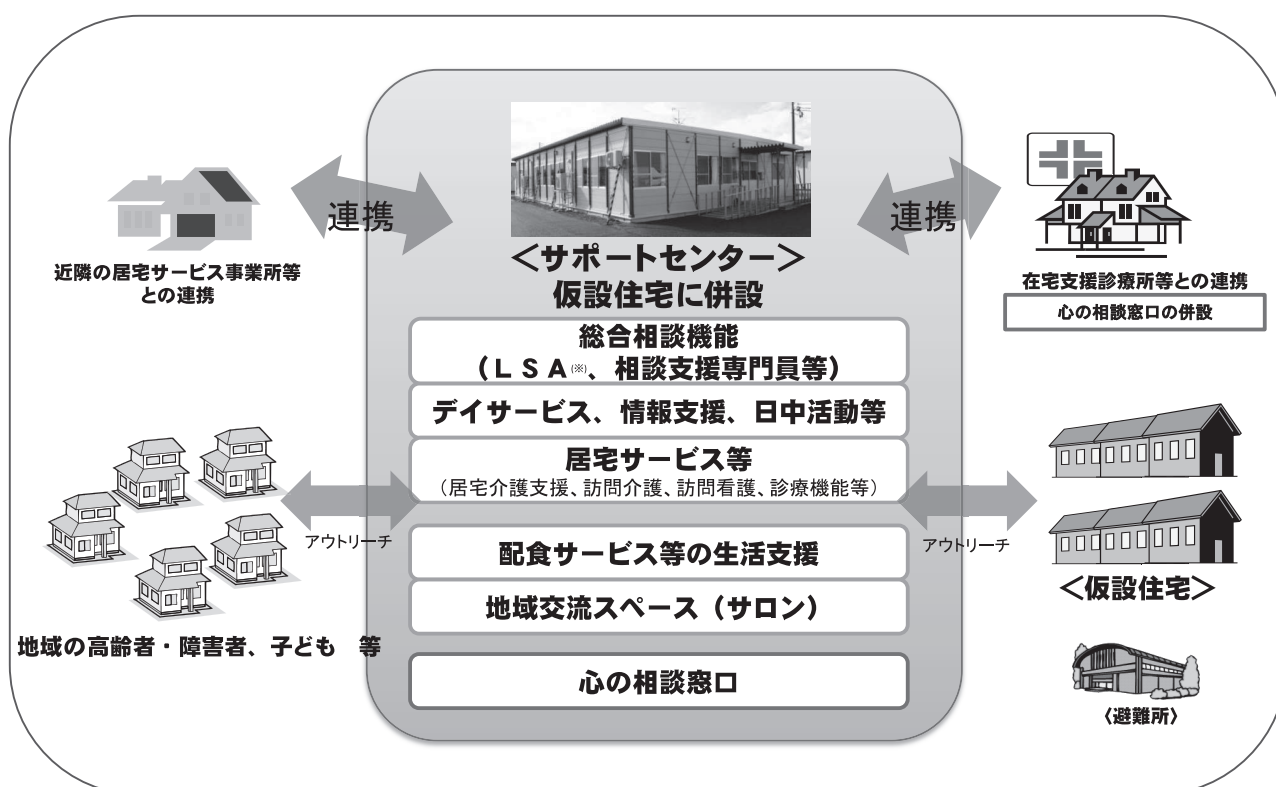 連携
連携
近隣の居宅サービス事業所等
との連携
<サポートセンター>
仮設住宅に併設
在宅支援診療所等との連携
心の相談窓口の併設
総合相談機能
(LSA(※)、相談支援専門員等)
デイサービス、情報支援、日中活動等
居宅サービス等
(居宅介護支援、訪問介護、訪問看護、診療機能等)
アウトリーチ
アウトリーチ
配食サービス等の生活支援
地域交流スペース(サロン)
<仮設住宅>
地域の高齢者・障害者、子ども 等
心の相談窓口
〈避難所〉